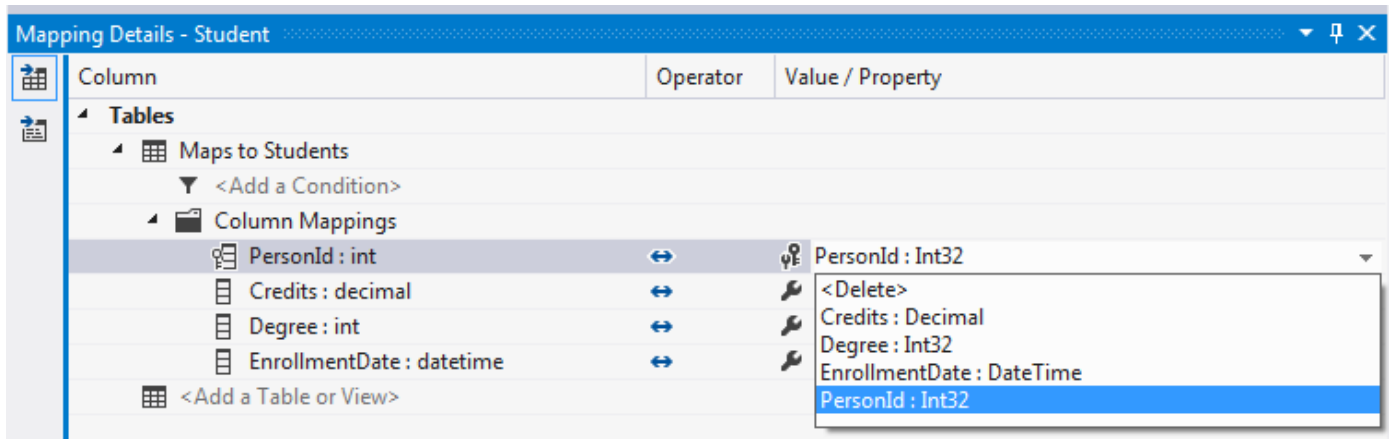 Mapping Details - Student
Column Operator Value / Property
Tables
Maps to Students
<Add a Condition>
Column Mappings
PersonId : int PersonId : Int32
Credits : decimal <Delete>
Credits : Decimal
Degree : int Degree : Int32
EnrollmentDate : datetime EnrollmentDate : DateTime
<Add a Table or View> PersonId : Int32